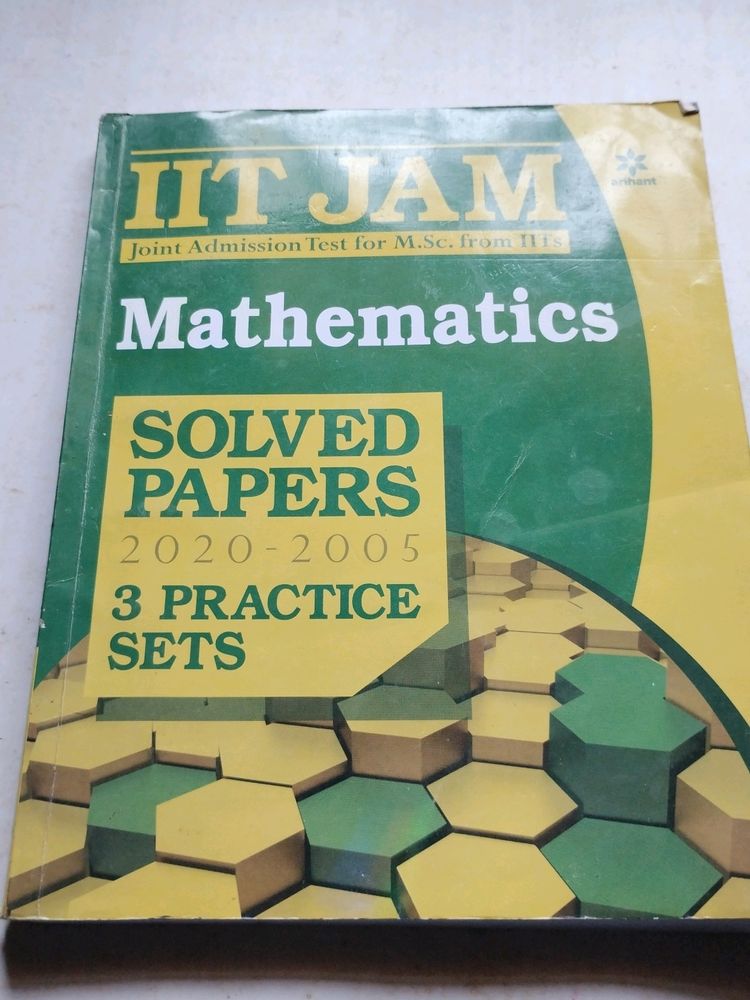 IIT JAM
arihant
Joint Admission Test for M.Sc. from IITs
Mathematics
SOLVED
PAPERS
2020-2005
3 PRACTICE
SETS